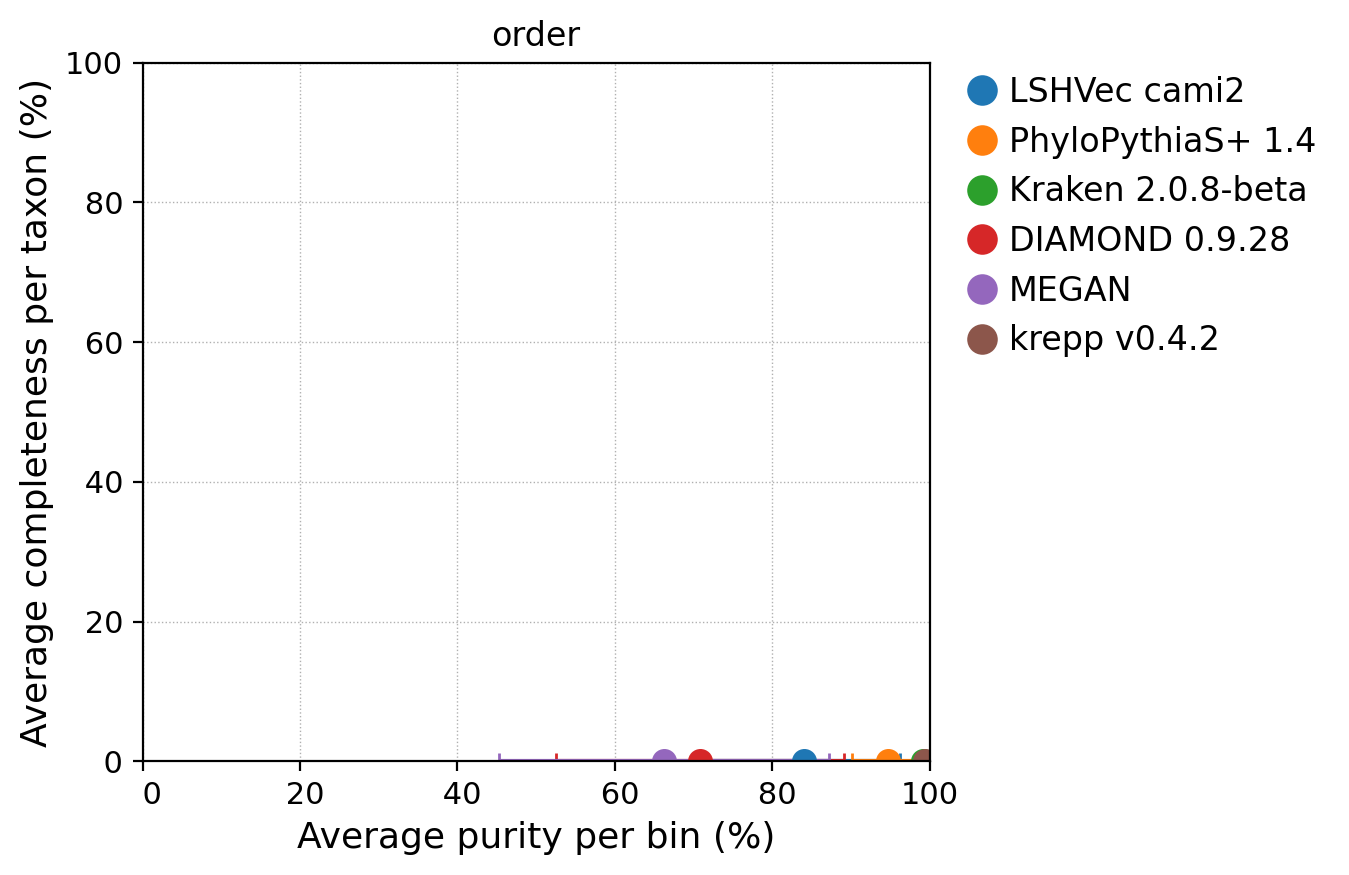 order
100
80
60
40
20
0
Average completeness per taxon (%)
0 20 40 60 80 100
Average purity per bin (%)
LSHVec cami2
PhyloPythiaS+ 1.4
Kraken 2.0.8-beta
DIAMOND 0.9.28
MEGAN
krepp v0.4.2